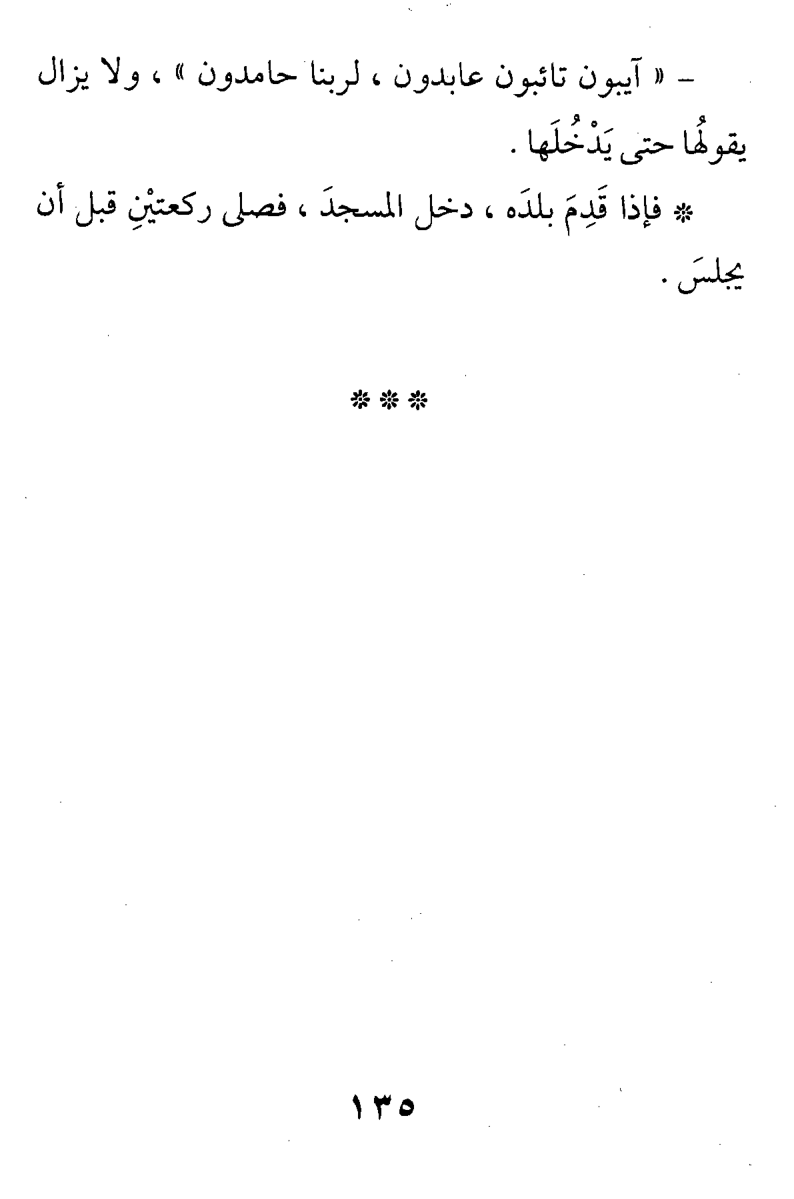 – « آيبون تائبون عابدون ، لربنا حامدون » ، ولا يزال
يقولُها حتى يَدْخُلَها .
* فإذا قَدِمَ بلدَه ، دخل المسجدَ ، فصلى ركعتيْنِ قبل أن
يجلسَ .
* * *
١٣٥